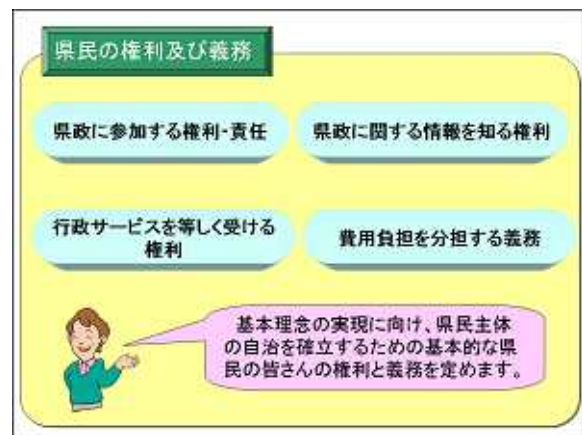 県民の権利及び義務
県政に参加する権利・責任
県政に関する情報を知る権利
行政サービスを等しく受ける
権利
費用負担を分担する義務
基本理念の実現に向け、県民主体
の自治を確立するための基本的な県
民の皆さんの権利と義務を定めます。